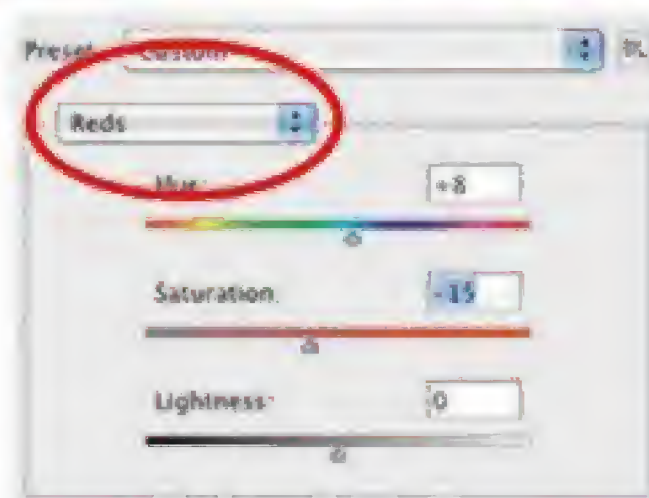 Preset: Custom
Reds
Hue: +8
Saturation: -15
Lightness: 0